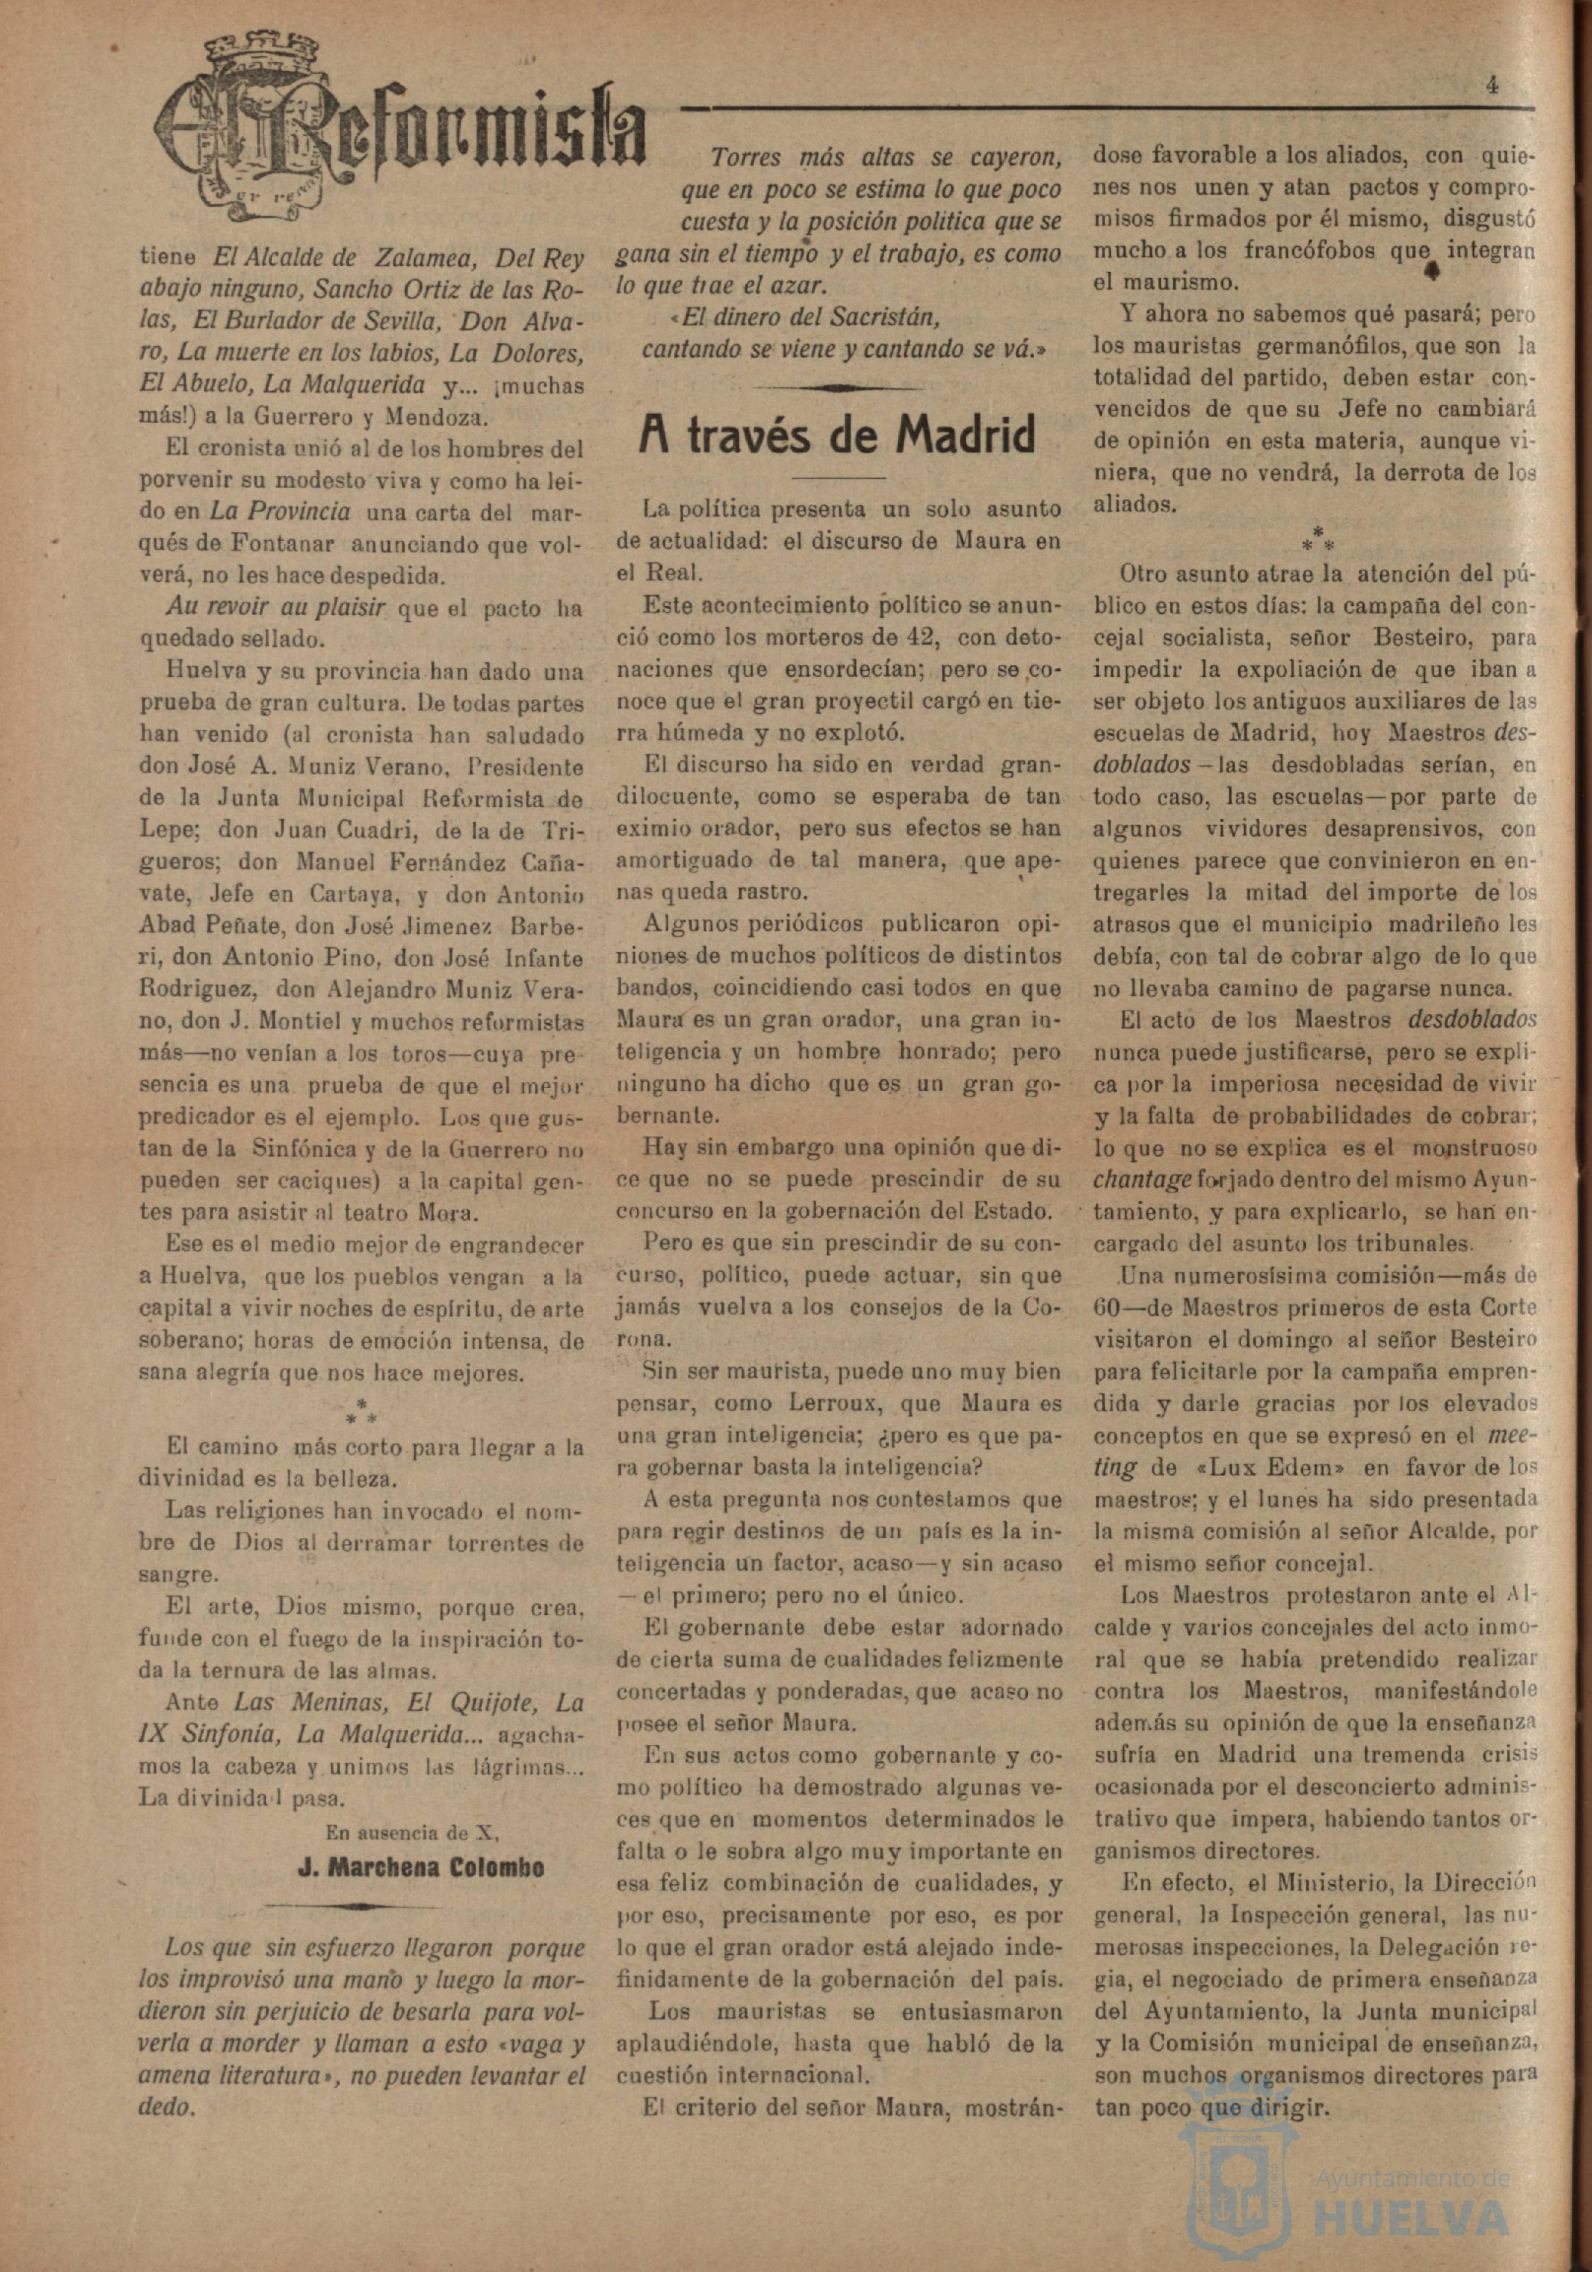 El Reformista
4
tiene El Alcalde de Zalamea, Del Rey
abajo ninguno, Sancho Ortiz de las Ro-
las, El Burlador de Sevilla, Don Alva-
ro, La muerte en los labios, La Dolores,
El Abuelo, La Malquerida y... ¡muchas
más!) a la Guerrero y Mendoza.
El cronista unió al de los hombres del
porvenir su modesto viva y como ha lei-
do en La Provincia una carta del mar-
qués de Fontanar anunciando que vol-
verá, no les hace despedida.
Au revoir au plaisir que el pacto ha
quedado sellado.
Huelva y su provincia han dado una
prueba de gran cultura. De todas partes
han venido (al cronista han saludado
don José A. Muniz Verano, Presidente
de la Junta Municipal Reformista de
Lepe; don Juan Cuadri, de la de Tri-
gueros; don Manuel Fernández Caña-
vate, Jefe en Cartaya, y don Antonio
Abad Peñate, don José Jimenez Barbe-
ri, don Antonio Pino, don José Infante
Rodriguez, don Alejandro Muniz Vera-
no, don J. Montiel y muchos reformistas
más—no venían a los toros—cuya pre-
sencia es una prueba de que el mejor
predicador es el ejemplo. Los que gus-
tan de la Sinfónica y de la Guerrero no
pueden ser caciques) a la capital gen-
tes para asistir al teatro Mora.
Ese es el medio mejor de engrandecer
a Huelva, que los pueblos vengan a la
capital a vivir noches de espíritu, de arte
soberano; horas de emoción intensa, de
sana alegría que nos hace mejores.
***
El camino más corto para llegar a la
divinidad es la belleza.
Las religiones han invocado el nom-
bre de Dios al derramar torrentes de
sangre.
El arte, Dios mismo, porque crea,
funde con el fuego de la inspiración to-
da la ternura de las almas.
Ante Las Meninas, El Quijote, La
IX Sinfonía, La Malquerida... agacha-
mos la cabeza y unimos las lágrimas...
La divinidad pasa.
En ausencia de X,
J. Marchena Colombo
Los que sin esfuerzo llegaron porque
los improvisó una mano y luego la mor-
dieron sin perjuicio de besarla para vol-
verla a morder y llaman a esto «vaga y
amena literatura», no pueden levantar el
dedo.
Torres más altas se cayeron,
que en poco se estima lo que poco
cuesta y la posición politica que se
gana sin el tiempo y el trabajo, es como
lo que trae el azar.
«El dinero del Sacristán,
cantando se viene y cantando se vá.»
A través de Madrid
La política presenta un solo asunto
de actualidad: el discurso de Maura en
el Real.
Este acontecimiento político se anun-
ció como los morteros de 42, con deto-
naciones que ensordecían; pero se co-
noce que el gran proyectil cargó en tie-
rra húmeda y no explotó.
El discurso ha sido en verdad gran-
dilocuente, como se esperaba de tan
eximio orador, pero sus efectos se han
amortiguado de tal manera, que ape-
nas queda rastro.
Algunos periódicos publicaron opi-
niones de muchos políticos de distintos
bandos, coincidiendo casi todos en que
Maura es un gran orador, una gran in-
teligencia y un hombre honrado; pero
ninguno ha dicho que es un gran go-
bernante.
Hay sin embargo una opinión que di-
ce que no se puede prescindir de su
concurso en la gobernación del Estado.
Pero es que sin prescindir de su con-
curso, político, puede actuar, sin que
jamás vuelva a los consejos de la Co-
rona.
Sin ser maurista, puede uno muy bien
pensar, como Lerroux, que Maura es
una gran inteligencia; ¿pero es que pa-
ra gobernar basta la inteligencia?
A esta pregunta nos contestamos que
para regir destinos de un país es la in-
teligencia un factor, acaso—y sin acaso
—el primero; pero no el único.
El gobernante debe estar adornado
de cierta suma de cualidades felizmente
concertadas y ponderadas, que acaso no
posee el señor Maura.
En sus actos como gobernante y co-
mo político ha demostrado algunas ve-
ces que en momentos determinados le
falta o le sobra algo muy importante en
esa feliz combinación de cualidades, y
por eso, precisamente por eso, es por
lo que el gran orador está alejado inde-
finidamente de la gobernación del país.
Los mauristas se entusiasmaron
aplaudiéndole, hasta que habló de la
cuestión internacional.
El criterio del señor Maura, mostrán-
dose favorable a los aliados, con quie-
nes nos unen y atan pactos y compro-
misos firmados por él mismo, disgustó
mucho a los francófobos que integran
el maurismo.
Y ahora no sabemos qué pasará; pero
los mauristas germanófilos, que son la
totalidad del partido, deben estar con-
vencidos de que su Jefe no cambiará
de opinión en esta materia, aunque vi-
niera, que no vendrá, la derrota de los
aliados.
***
Otro asunto atrae la atención del pú-
blico en estos días: la campaña del con-
cejal socialista, señor Besteiro, para
impedir la expoliación de que iban a
ser objeto los antiguos auxiliares de las
escuelas de Madrid, hoy Maestros des-
doblados—las desdobladas serían, en
todo caso, las escuelas—por parte de
algunos vividores desaprensivos, con
quienes parece que convinieron en en-
tregarles la mitad del importe de los
atrasos que el municipio madrileño les
debía, con tal de cobrar algo de lo que
no llevaba camino de pagarse nunca.
El acto de los Maestros desdoblados
nunca puede justificarse, pero se expli-
ca por la imperiosa necesidad de vivir
y la falta de probabilidades de cobrar;
lo que no se explica es el monstruoso
chantage forjado dentro del mismo Ayun-
tamiento, y para explicarlo, se han en-
cargado del asunto los tribunales.
Una numerosísima comisión—más de
60—de Maestros primeros de esta Corte
visitaron el domingo al señor Besteiro
para felicitarle por la campaña empren-
dida y darle gracias por los elevados
conceptos en que se expresó en el mee-
ting de «Lux Edem» en favor de los
maestros; y el lunes ha sido presentada
la misma comisión al señor Alcalde, por
el mismo señor concejal.
Los Maestros protestaron ante el Al-
calde y varios concejales del acto inmo-
ral que se había pretendido realizar
contra los Maestros, manifestándole
además su opinión de que la enseñanza
sufría en Madrid una tremenda crisis
ocasionada por el desconcierto adminis-
trativo que impera, habiendo tantos or-
ganismos directores.
En efecto, el Ministerio, la Dirección
general, la Inspección general, las nu-
merosas inspecciones, la Delegación re-
gia, el negociado de primera enseñanza
del Ayuntamiento, la Junta municipal
y la Comisión municipal de enseñanza,
son muchos organismos directores para
tan poco que dirigir.
Ayuntamiento de
HUELVA